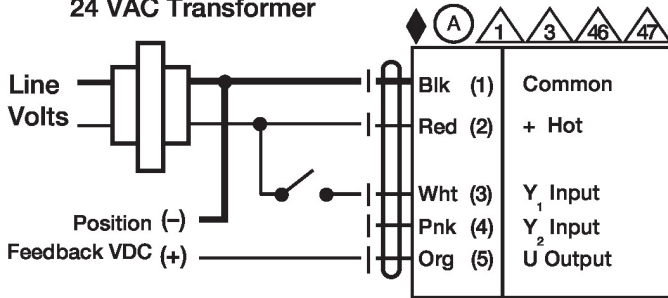 24 VAC Transformer
A 1 3 46 47
Line
Volts
Blk (1) Common
Red (2) + Hot
Wht (3) Y1 Input
Position (–)
Pnk (4) Y2 Input
Feedback VDC (+)
Org (5) U Output